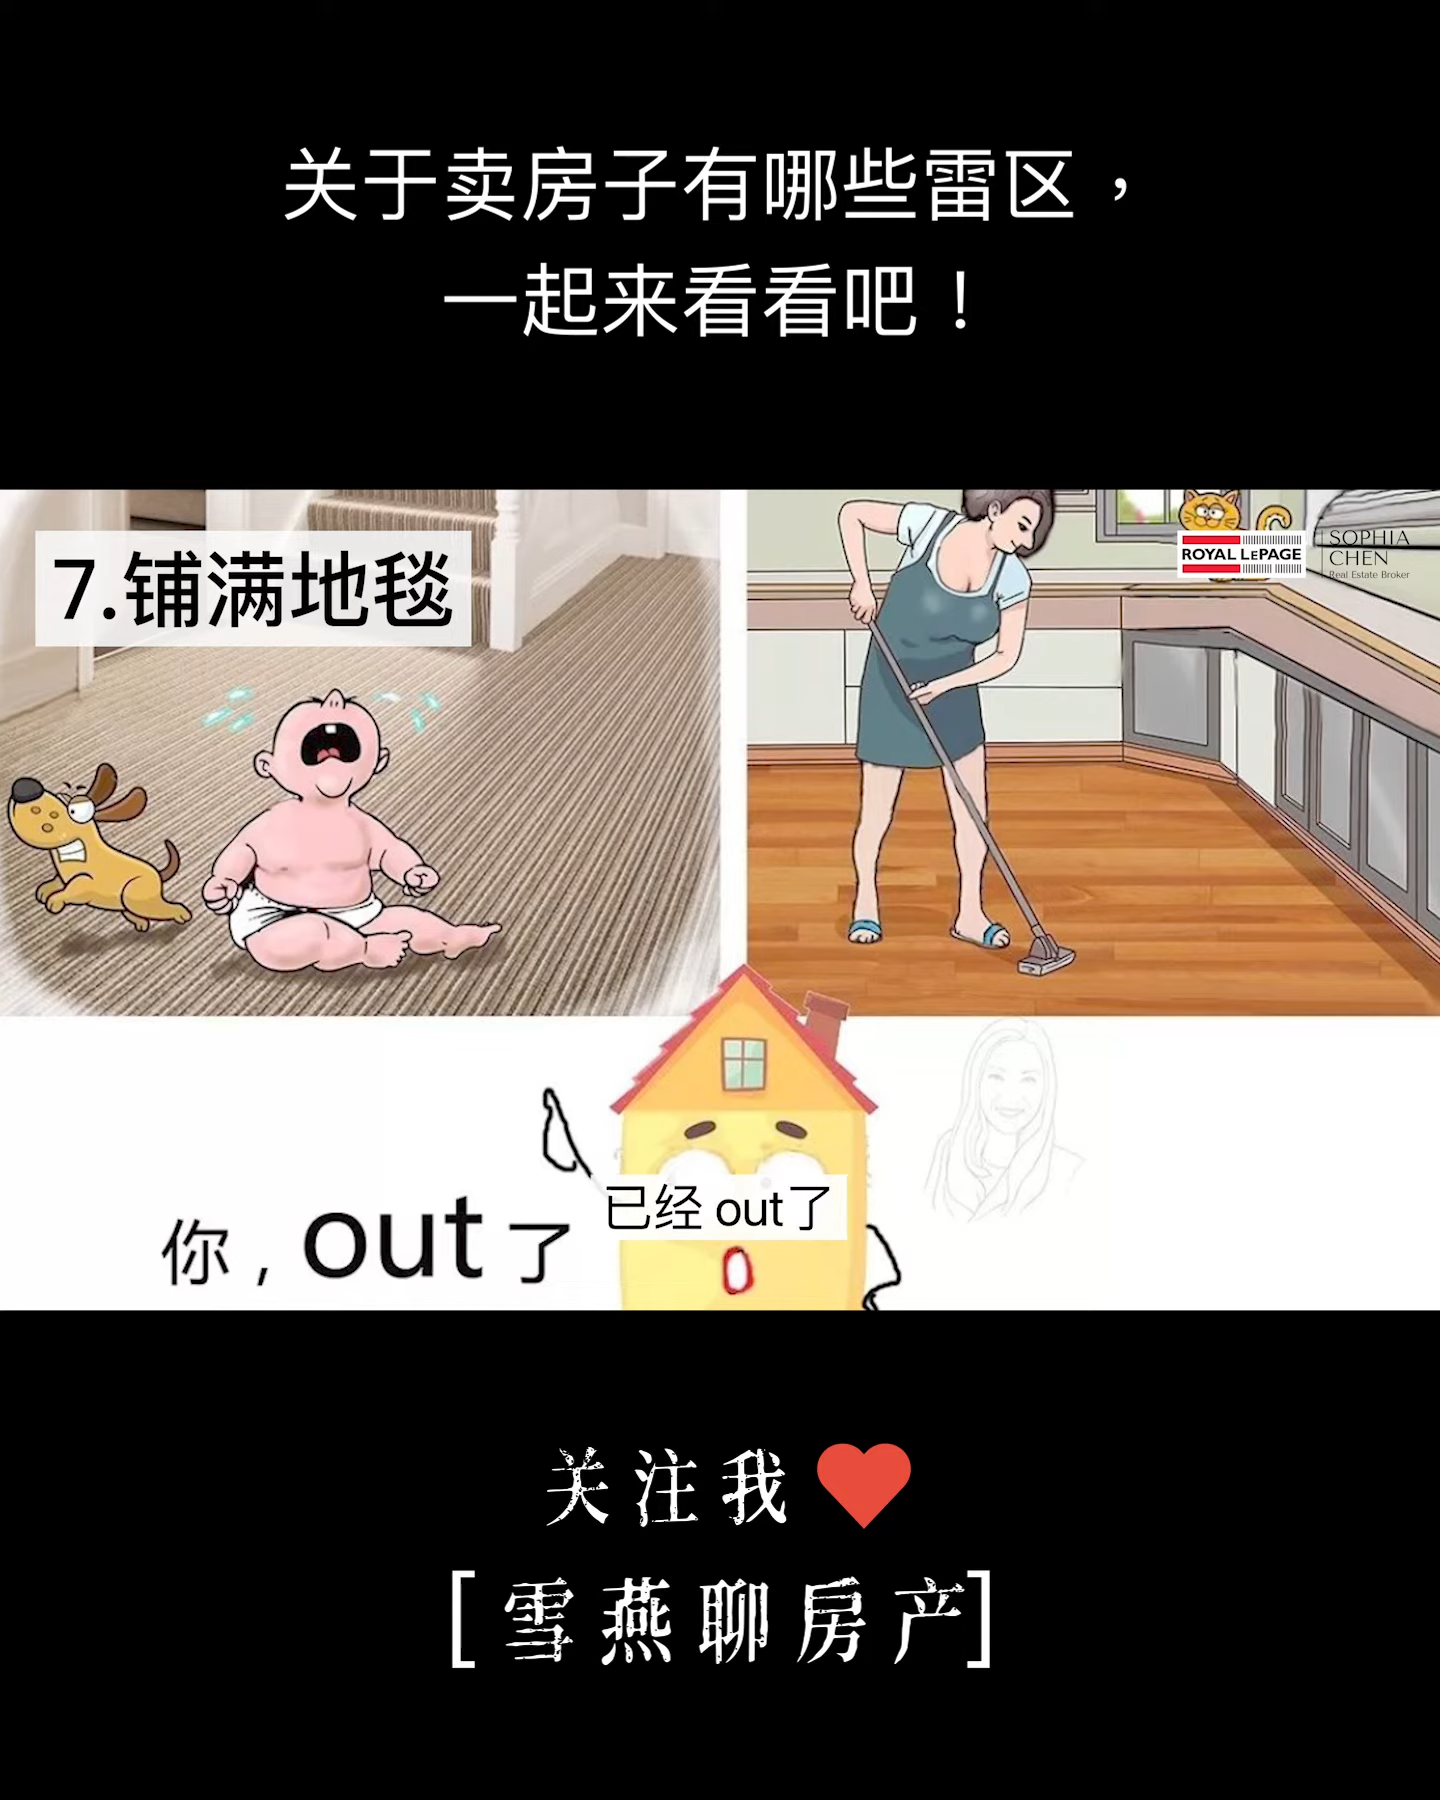 关于卖房子有哪些雷区，
一起来看看吧！
7.铺满地毯
ROYAL LEPAGE
SOPHIA
CHEN
Real Estate Broker
已经 out了
你，out了
关注我
[雪燕聊房产]